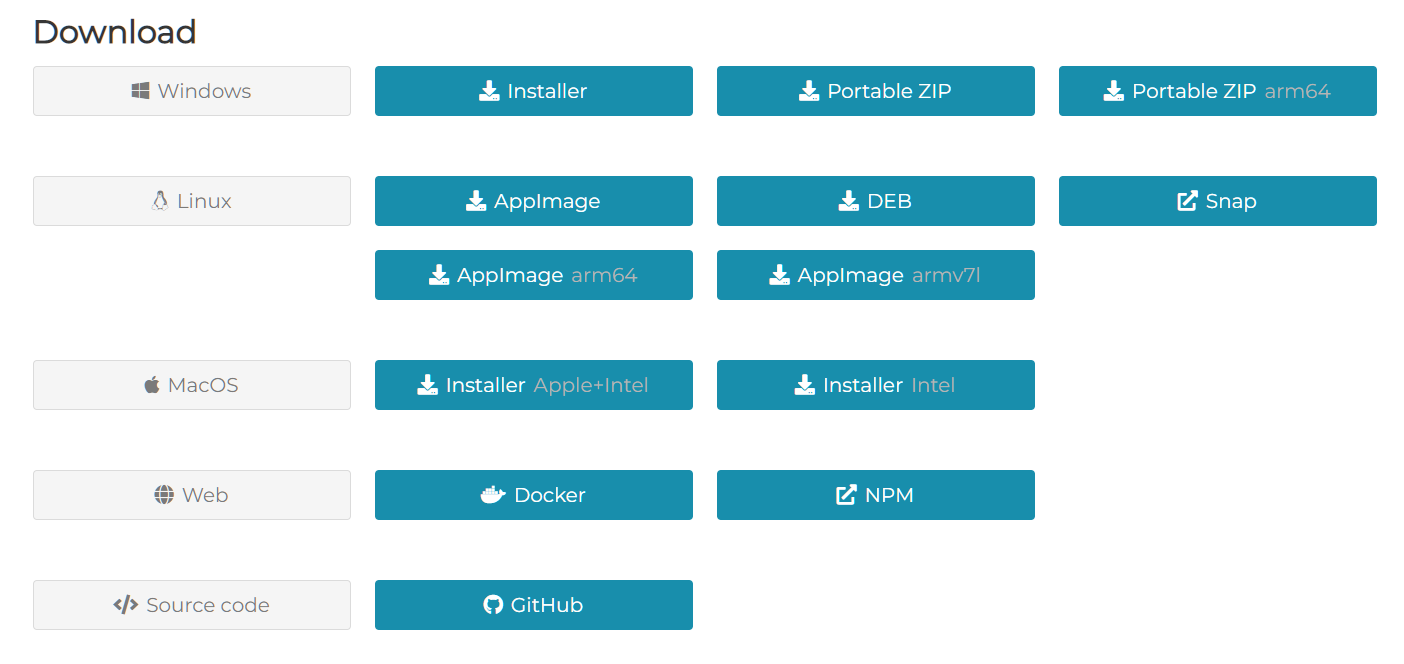 Download
Windows Installer Portable ZIP Portable ZIP arm64
Linux AppImage DEB Snap
AppImage arm64 AppImage armv7l
MacOS Installer Apple+Intel Installer Intel
Web Docker NPM
Source code GitHub